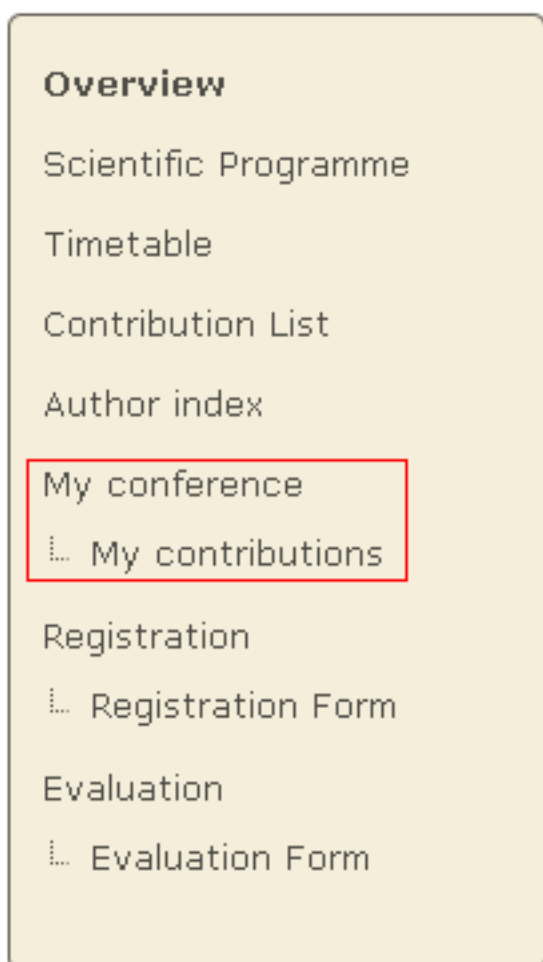 Overview
Scientific Programme
Timetable
Contribution List
Author index
My conference
My contributions
Registration
Registration Form
Evaluation
Evaluation Form